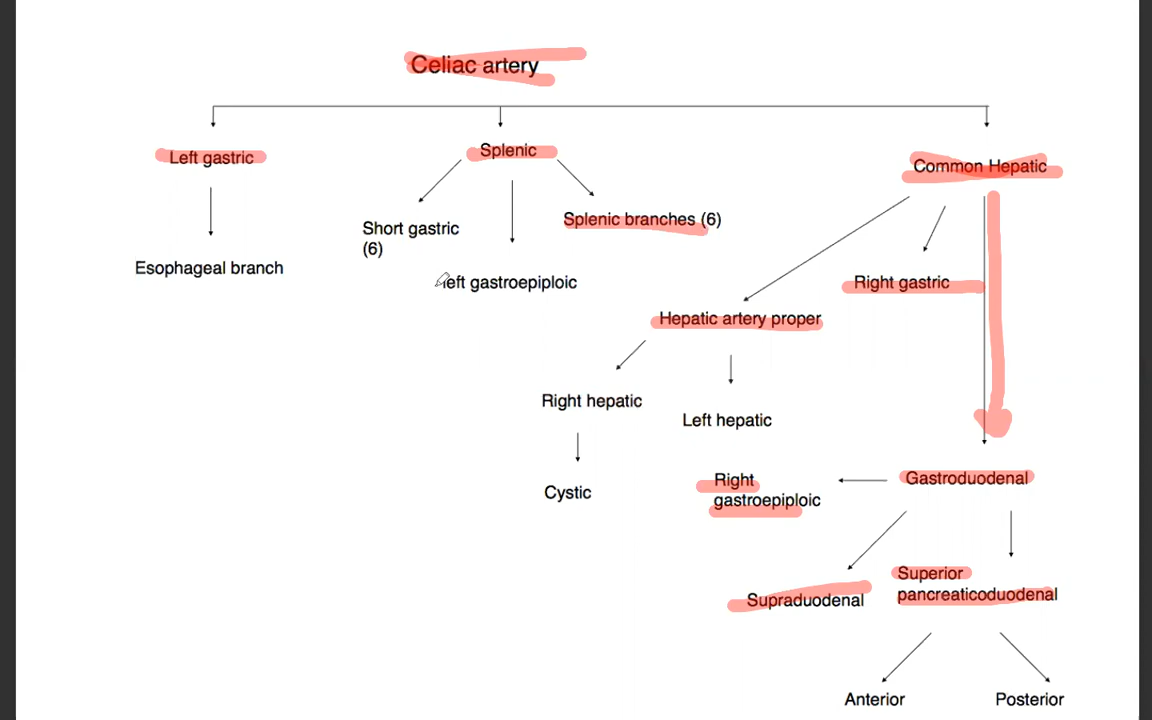 Celiac artery
Left gastric
Splenic
Common Hepatic
Short gastric
(6)
Splenic branches (6)
Esophageal branch
Left gastroepiploic
Right gastric
Hepatic artery proper
Right hepatic
Left hepatic
Cystic
Right
gastroepiploic
Gastroduodenal
Supraduodenal
Superior
pancreaticoduodenal
Anterior
Posterior